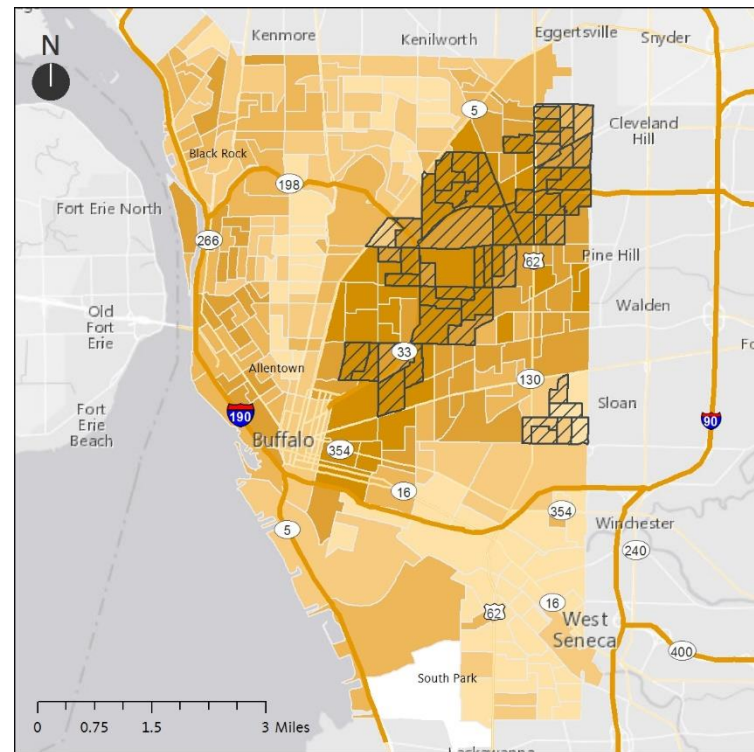 N
Kenmore
Kenilworth
Eggertsville
Snyder
5
Cleveland
Hill
Black Rock
198
Fort Erie North
266
62
Pine Hill
Old
Fort
Erie
Walden
33
Allentown
130
Sloan
Fort
Erie
Beach
190
Buffalo
90
354
16
354
Winchester
5
240
62
16
West
Seneca
400
South Park
0 0.75 1.5 3 Miles